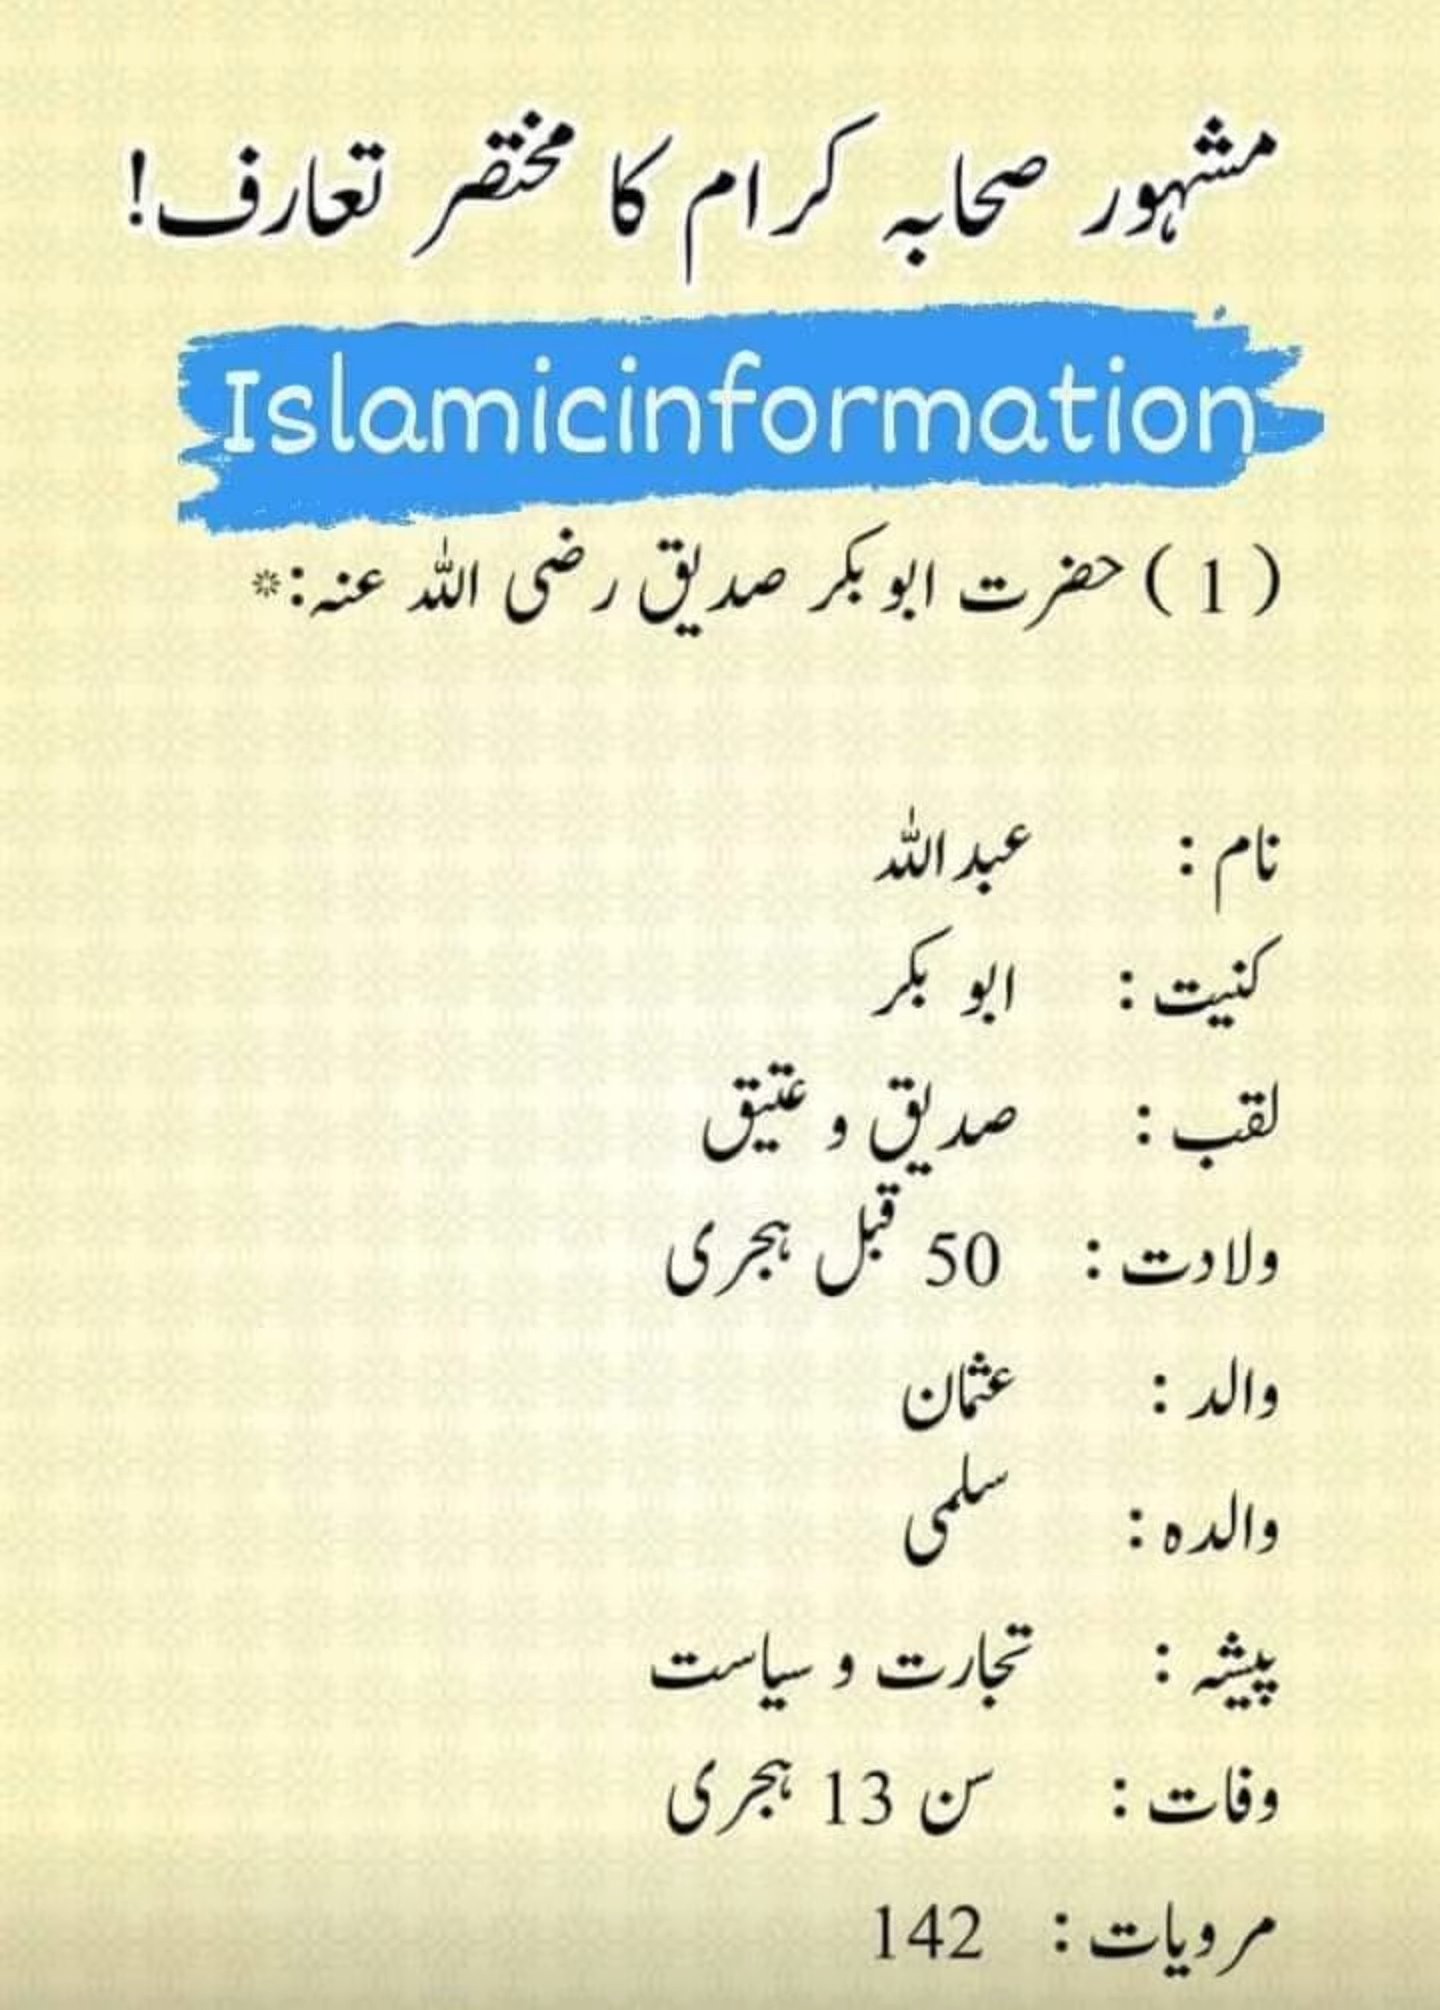 مشہور صحابہ کرام کا مختصر تعارف!
Islamicinformation
( 1 ) حضرت ابو بکر صدیق رضی اللہ عنہ:*
نام : عبداللہ
کنیت : ابو بکر
لقب : صدیق و عتیق
ولادت : 50 قبل ہجری
والد : عثمان
والدہ : سلمی
پیشہ : تجارت و سیاست
وفات : سن 13 ہجری
مرویات : 142